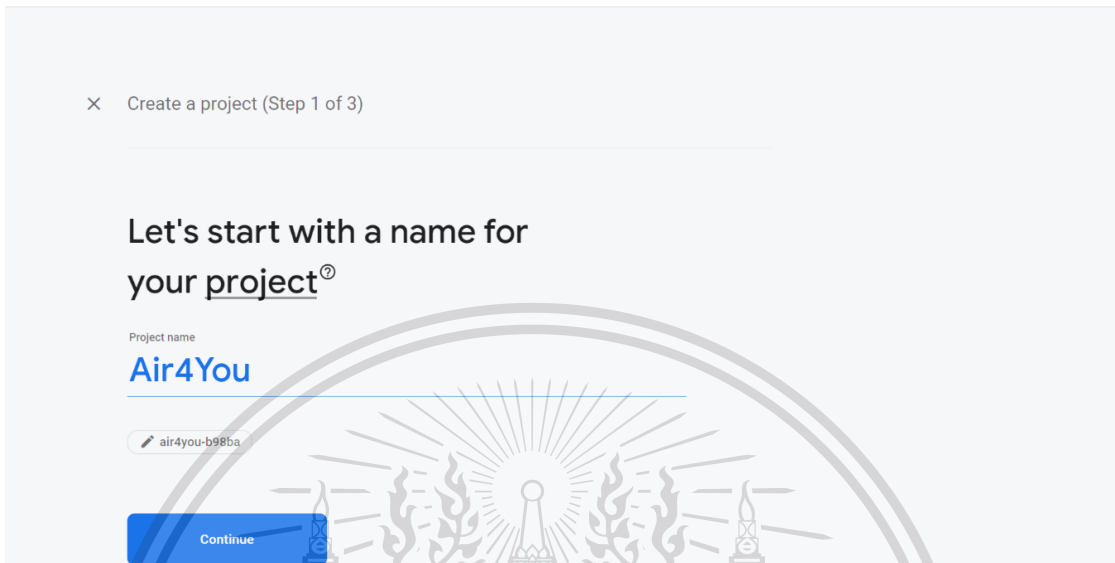 Create a project (Step 1 of 3)
Let's start with a name for
your project
Project name
Air4You
air4you-b98ba
Continue